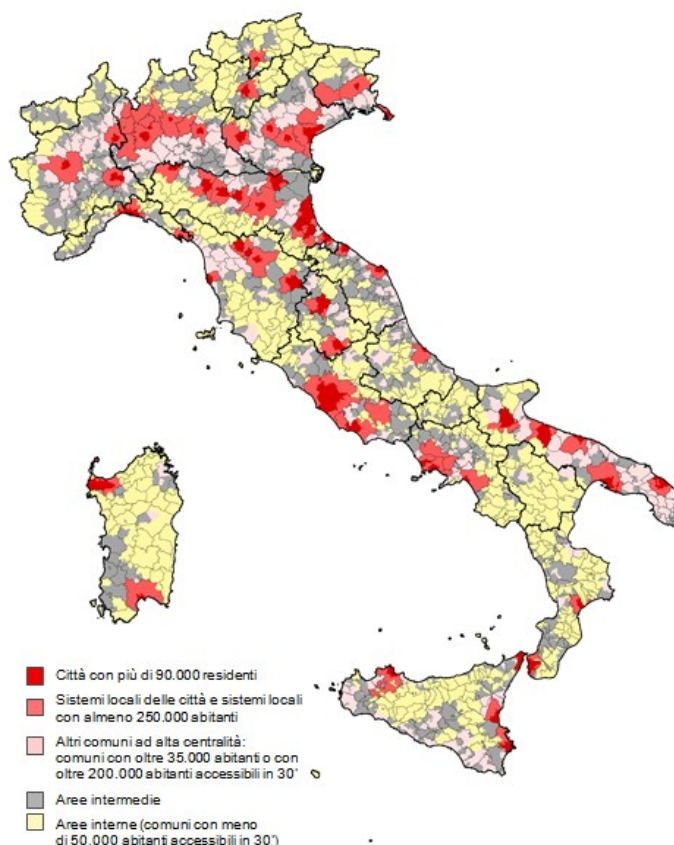 Città con più di 90.000 residenti
Sistemi locali delle città e sistemi locali
con almeno 250.000 abitanti
Altri comuni ad alta centralità:
comuni con oltre 35.000 abitanti o con
oltre 200.000 abitanti accessibili in 30'
Aree intermedie
Aree interne (comuni con meno
di 50.000 abitanti accessibili in 30')